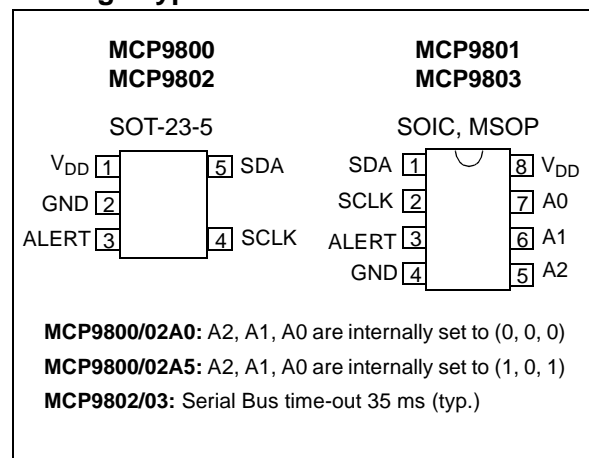 MCP9800
MCP9802
SOT-23-5
VDD 1
5 SDA
GND 2
ALERT 3
4 SCLK
MCP9801
MCP9803
SOIC, MSOP
SDA 1
8 VDD
SCLK 2
7 A0
ALERT 3
6 A1
GND 4
5 A2
MCP9800/02A0: A2, A1, A0 are internally set to (0, 0, 0)
MCP9800/02A5: A2, A1, A0 are internally set to (1, 0, 1)
MCP9802/03: Serial Bus time-out 35 ms (typ.)